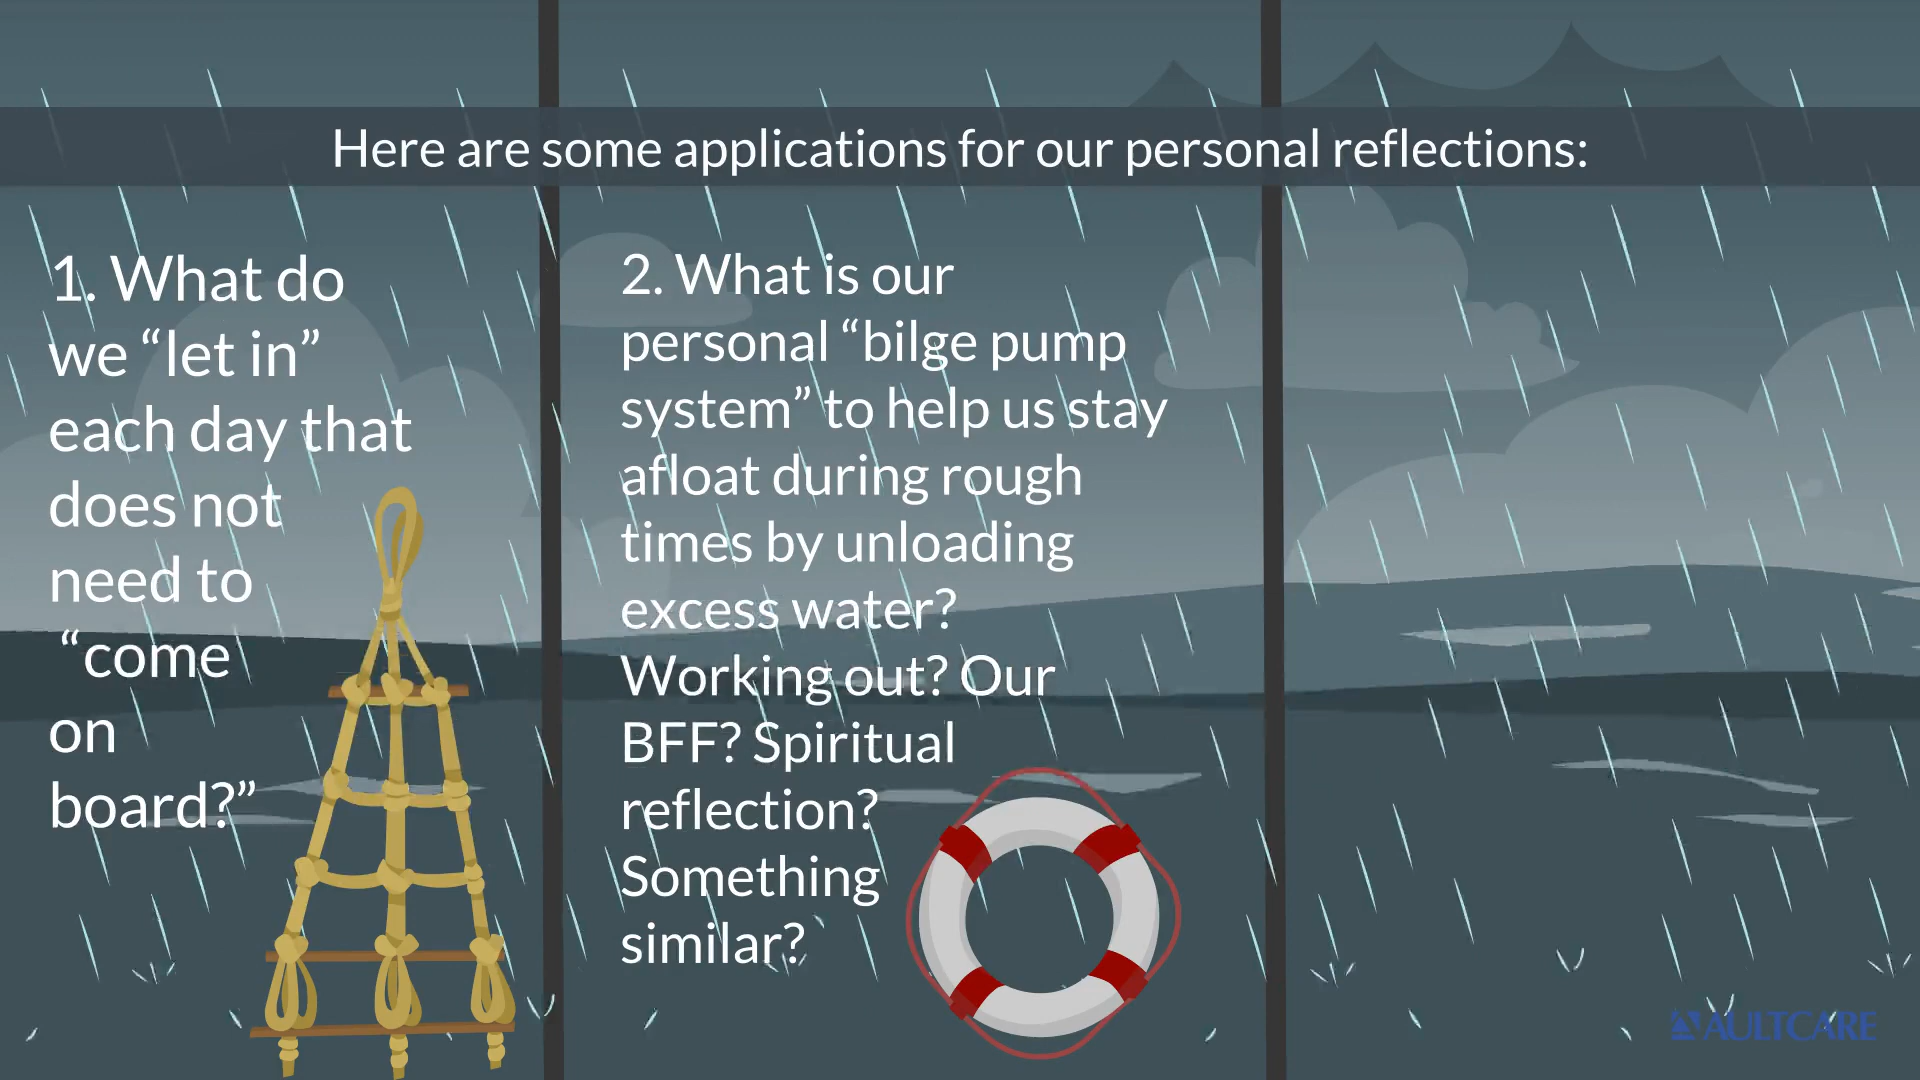 Here are some applications for our personal reflections:
1. What do
we “let in”
each day that
does not
need to
“come
on
board?”
2. What is our
personal “bilge pump
system” to help us stay
afloat during rough
times by unloading
excess water?
Working out? Our
BFF? Spiritual
reflection?
Something
similar?
AULTCARE